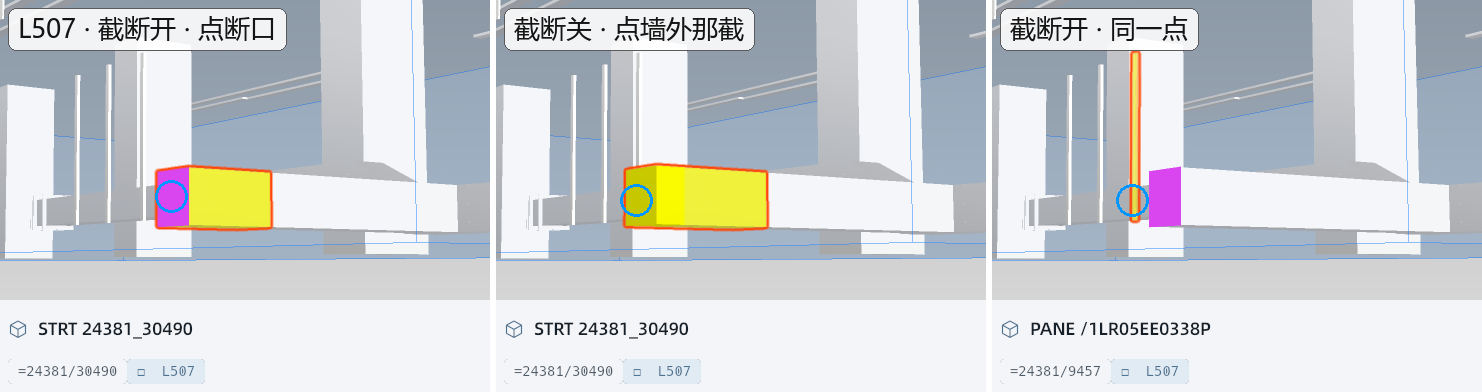 L507 · 截断开 · 点断口
STRT 24381_30490
=24381/30490
L507
截断关 · 点墙外那截
STRT 24381_30490
=24381/30490
L507
截断开 · 同一点
PANE /1LR05EE0338P
=24381/9457
L507